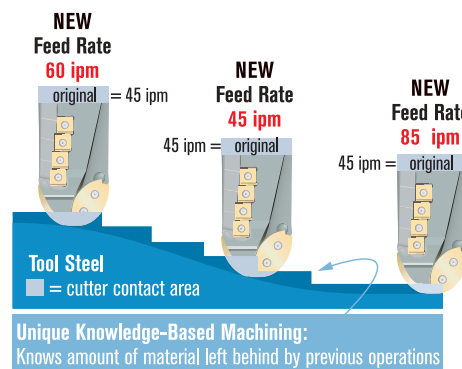 NEW
Feed Rate
60 ipm
original = 45 ipm
NEW
Feed Rate
45 ipm
45 ipm = original
NEW
Feed Rate
85 ipm
45 ipm = original
Tool Steel
= cutter contact area
Unique Knowledge-Based Machining:
Knows amount of material left behind by previous operations